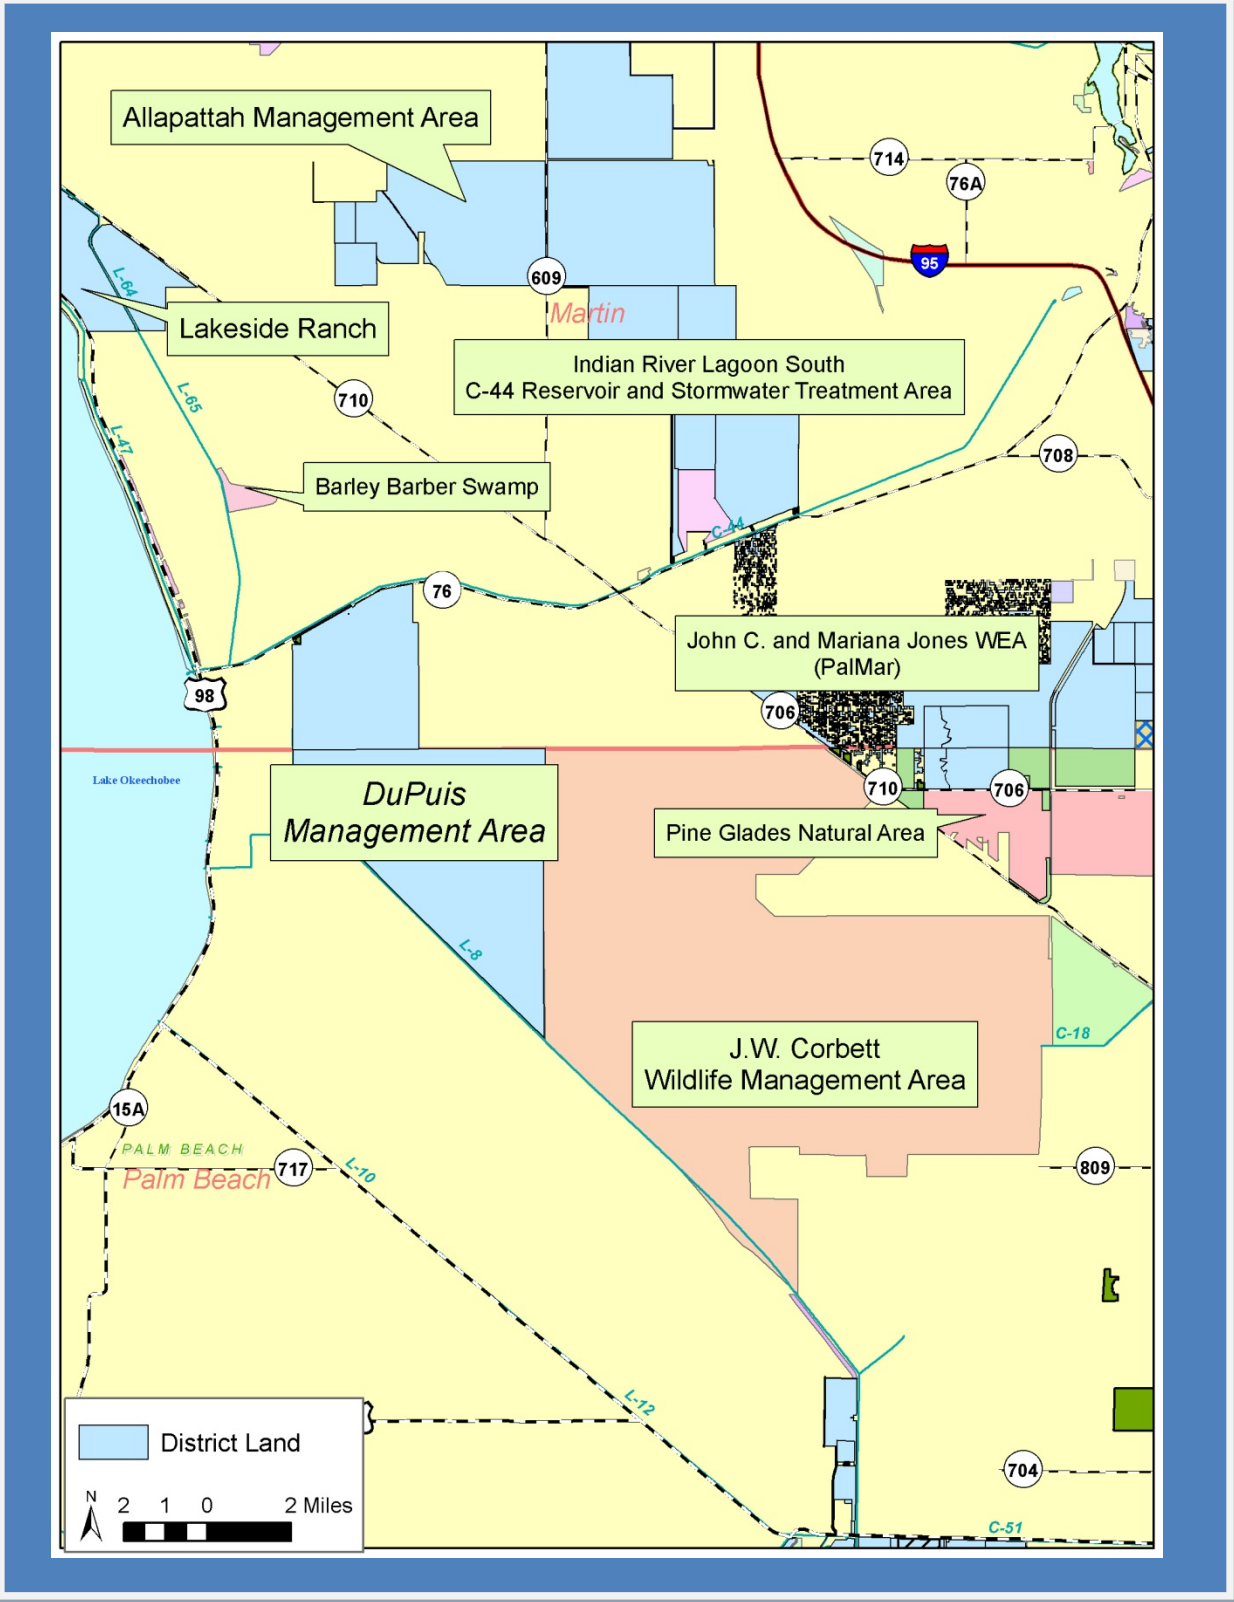 Allapattah Management Area
714
76A
95
609
L-64
Martin
Lakeside Ranch
Indian River Lagoon South
C-44 Reservoir and Stormwater Treatment Area
L-65
710
L-47
708
Barley Barber Swamp
C-44
76
John C. and Mariana Jones WEA
(PalMar)
98
706
Lake Okeechobee
DuPuis
Management Area
710
706
Pine Glades Natural Area
L-8
C-18
J.W. Corbett
Wildlife Management Area
15A
PALM BEACH
Palm Beach
717
L-10
809
L-12
District Land
704
N
2 1 0 2 Miles
C-51